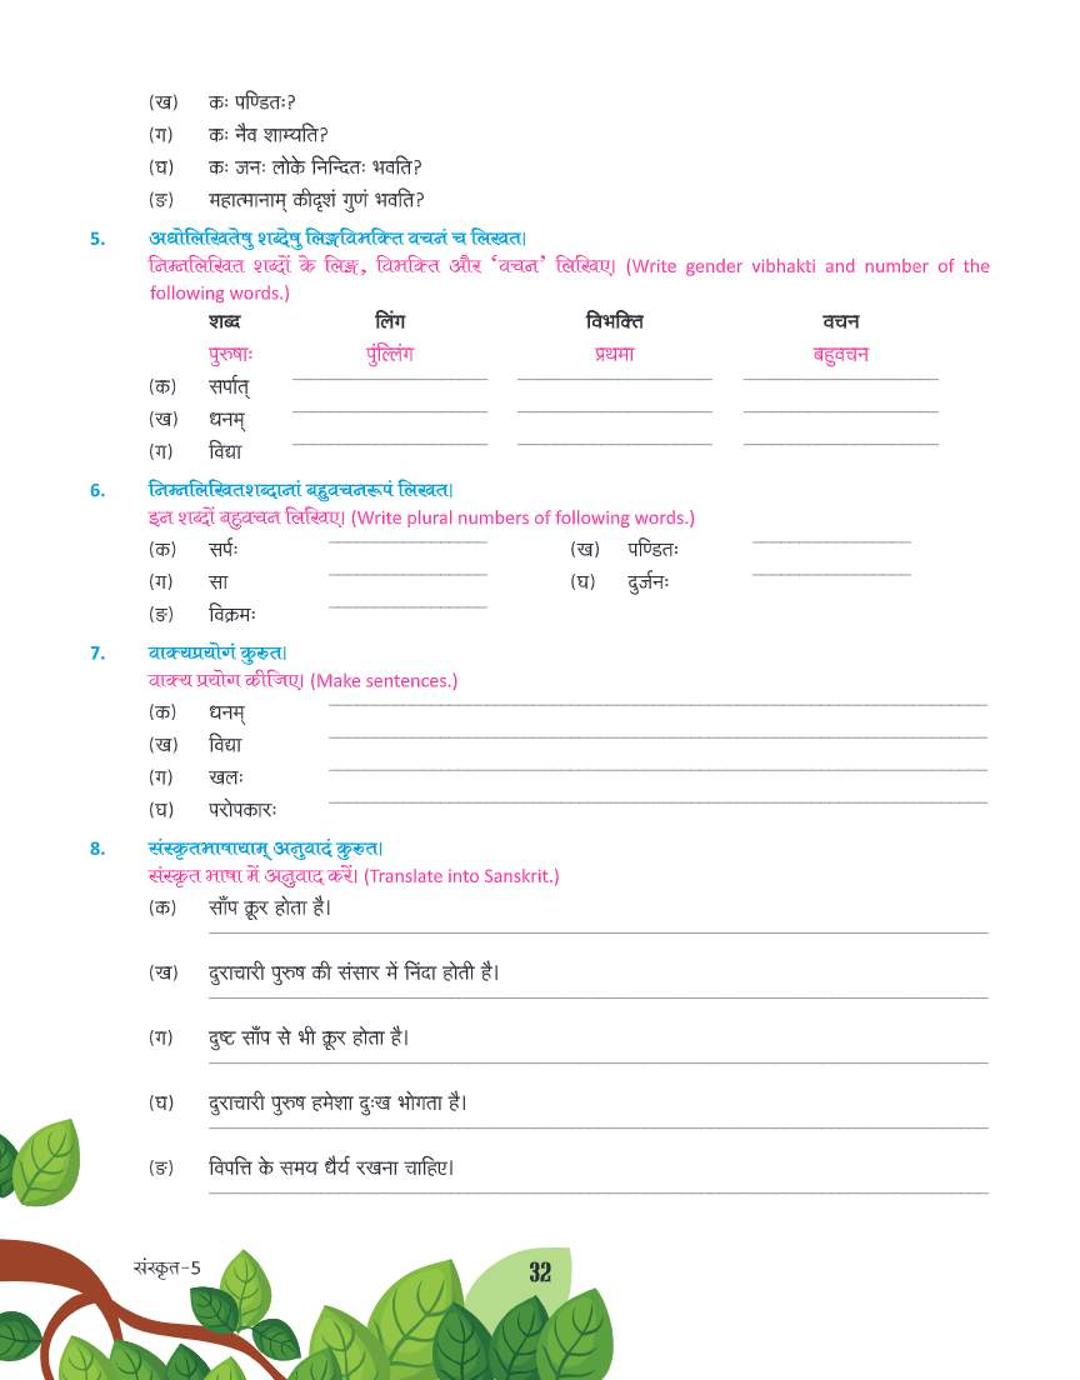 (ख) कः पण्डितः?
(ग) कः नैव शाम्यति?
(घ) कः जनः लोके निन्दितः भवति?
(ङ) महात्मानाम् कीदृशं गुणं भवति?
5. अधोलिखितेषु शब्देषु लिङ्गविभक्ति वचनं च लिखत।
निम्नलिखित शब्दों के लिङ्ग, विभक्ति और ‘वचन’ लिखिए। (Write gender vibhakti and number of the
following words.)
शब्द लिंग विभक्ति वचन
पुरुषाः पुंल्लिंग प्रथमा बहुवचन
(क) सर्पात्
(ख) धनम्
(ग) विद्या
6. निम्नलिखितशब्दानां बहुवचनरूपं लिखत।
इन शब्दों बहुवचन लिखिए। (Write plural numbers of following words.)
(क) सर्पः (ख) पण्डितः
(ग) सा (घ) दुर्जनः
(ङ) विक्रमः
7. वाक्यप्रयोगं कुरुत।
वाक्य प्रयोग कीजिए। (Make sentences.)
(क) धनम्
(ख) विद्या
(ग) खलः
(घ) परोपकारः
8. संस्कृतभाषायाम् अनुवादं कुरुत।
संस्कृत भाषा में अनुवाद करें। (Translate into Sanskrit.)
(क) साँप क्रूर होता है।
(ख) दुराचारी पुरुष की संसार में निंदा होती है।
(ग) दुष्ट साँप से भी क्रूर होता है।
(घ) दुराचारी पुरुष हमेशा दुःख भोगता है।
(ङ) विपत्ति के समय धैर्य रखना चाहिए।
संस्कृत-5 32